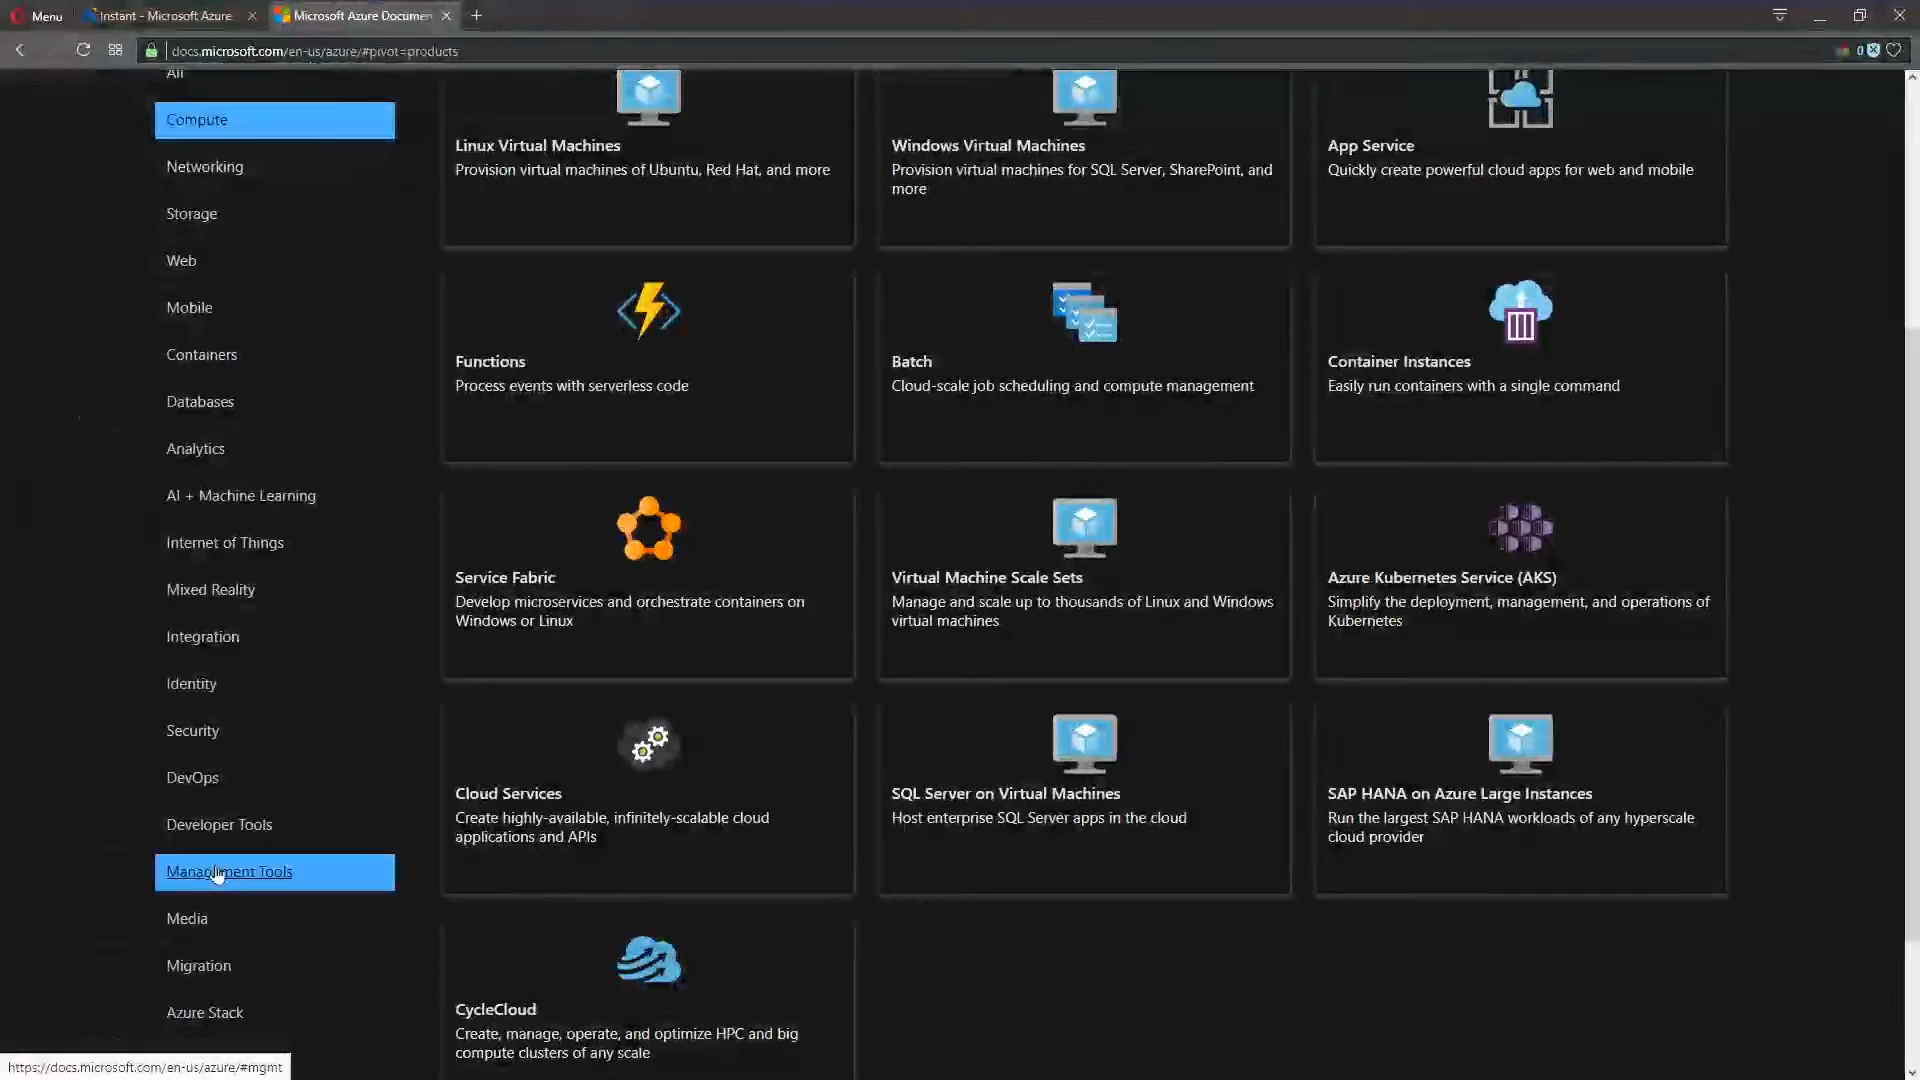 Menu
Instant - Microsoft Azure
Microsoft Azure Documen
docs.microsoft.com/en-us/azure/#pivot=products
0
All
Compute
Networking
Storage
Web
Mobile
Containers
Databases
Analytics
AI + Machine Learning
Internet of Things
Mixed Reality
Integration
Identity
Security
DevOps
Developer Tools
Management Tools
Media
Migration
Azure Stack
Linux Virtual Machines
Provision virtual machines of Ubuntu, Red Hat, and more
Windows Virtual Machines
Provision virtual machines for SQL Server, SharePoint, and
more
App Service
Quickly create powerful cloud apps for web and mobile
Functions
Process events with serverless code
Batch
Cloud-scale job scheduling and compute management
Container Instances
Easily run containers with a single command
Service Fabric
Develop microservices and orchestrate containers on
Windows or Linux
Virtual Machine Scale Sets
Manage and scale up to thousands of Linux and Windows
virtual machines
Azure Kubernetes Service (AKS)
Simplify the deployment, management, and operations of
Kubernetes
Cloud Services
Create highly-available, infinitely-scalable cloud
applications and APIs
SQL Server on Virtual Machines
Host enterprise SQL Server apps in the cloud
SAP HANA on Azure Large Instances
Run the largest SAP HANA workloads of any hyperscale
cloud provider
CycleCloud
Create, manage, operate, and optimize HPC and big
compute clusters of any scale
https://docs.microsoft.com/en-us/azure/#mgmt